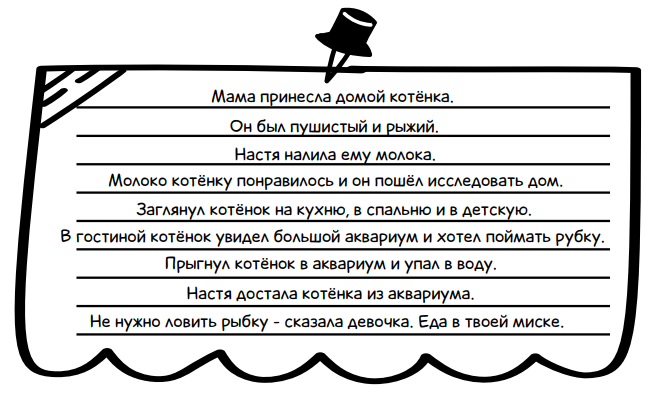 Мама принесла домой котёнка.
Он был пушистый и рыжий.
Настя налила ему молока.
Молоко котёнку понравилось и он пошёл исследовать дом.
Заглянул котёнок на кухню, в спальню и в детскую.
В гостиной котёнок увидел большой аквариум и хотел поймать рубку.
Прыгнул котёнок в аквариум и упал в воду.
Настя достала котёнка из аквариума.
Не нужно ловить рыбку - сказала девочка. Еда в твоей миске.